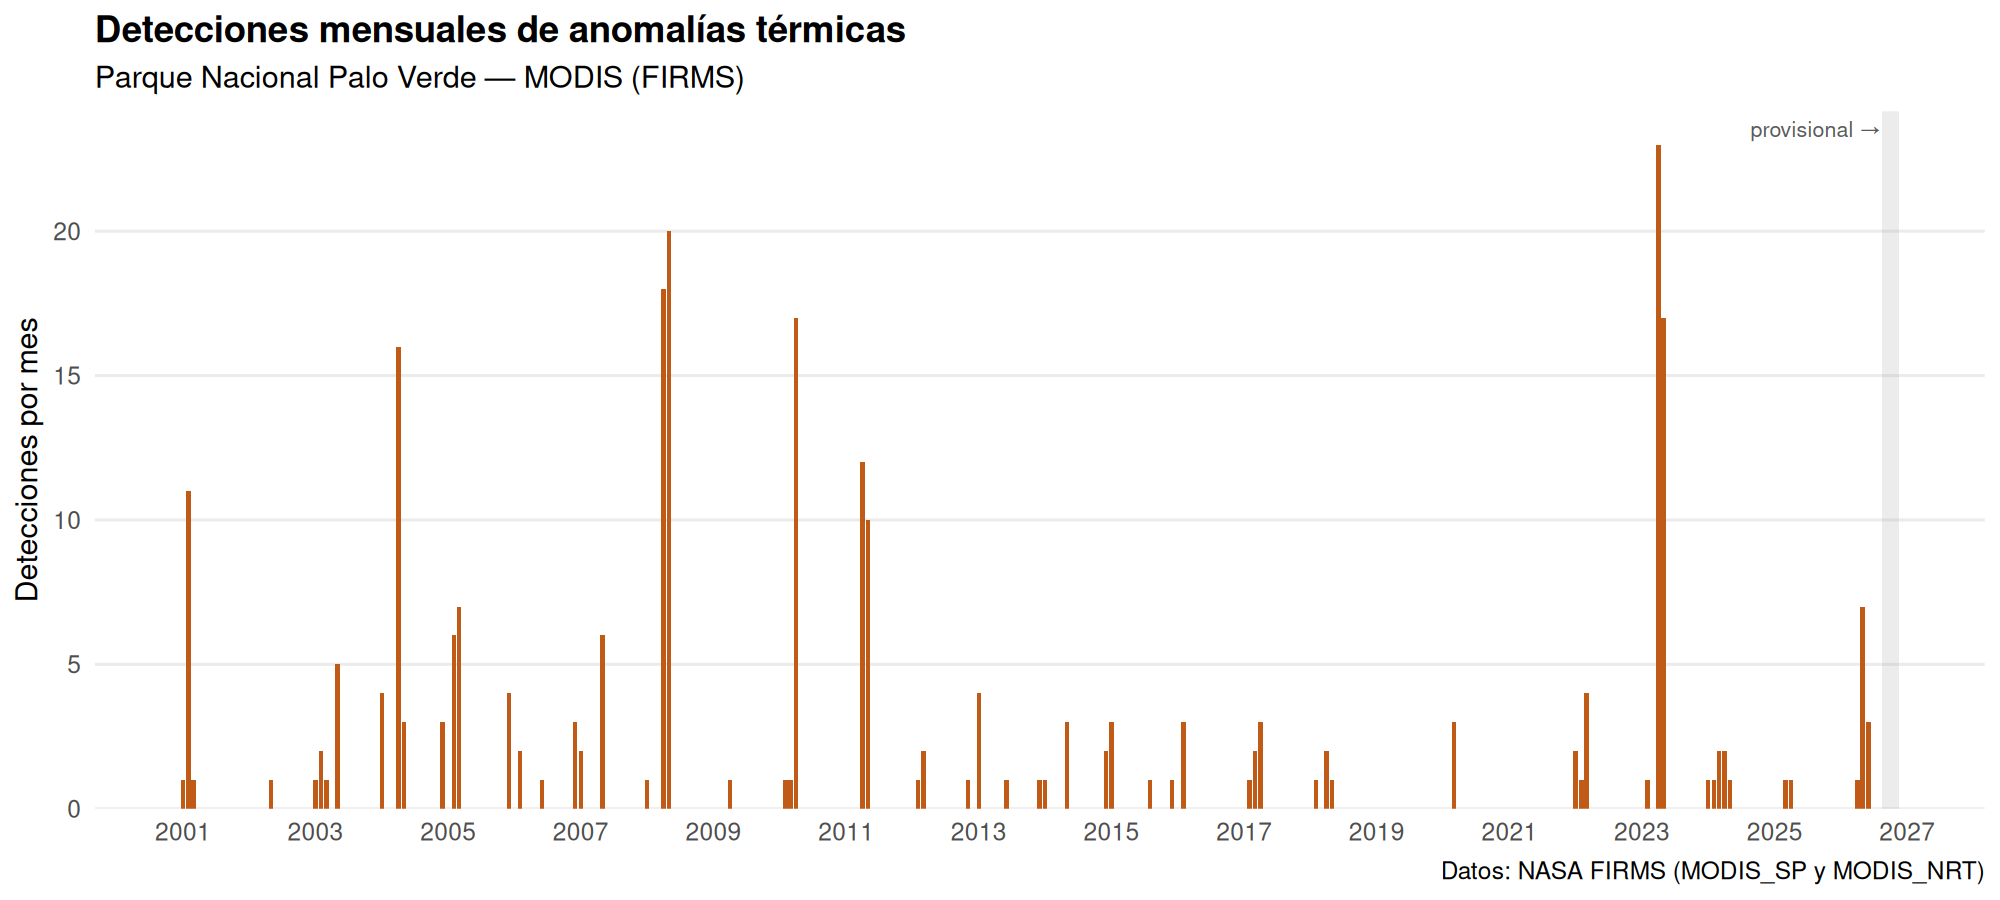 Detecciones mensuales de anomalías térmicas
Parque Nacional Palo Verde — MODIS (FIRMS)
provisional →
Detecciones por mes
20
15
10
5
0
2001 2003 2005 2007 2009 2011 2013 2015 2017 2019 2021 2023 2025 2027
Datos: NASA FIRMS (MODIS_SP y MODIS_NRT)